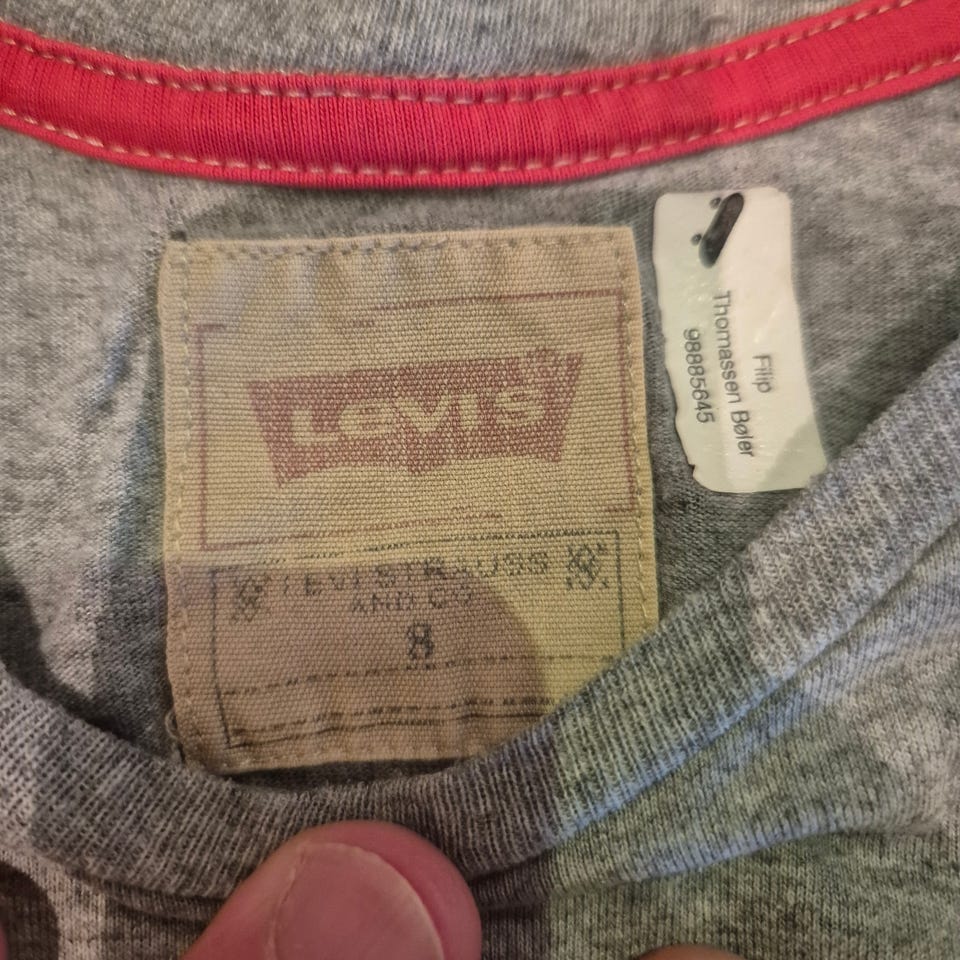 Levi's
LEVI STRAUSS
AND CO
8
Filip
Thomassen Bøler
98885645